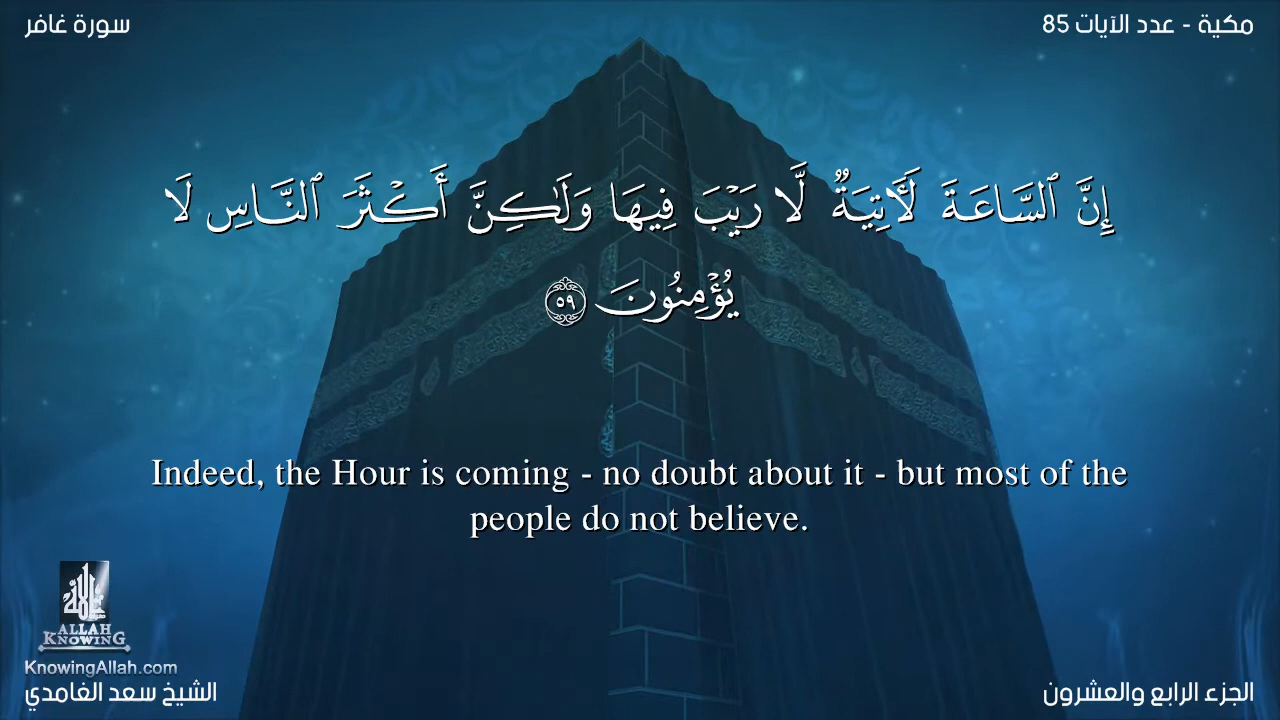 سورة غافر
مكية - عدد الآيات 85
إِنَّ ٱلسَّاعَةَ لَـَٔاتِيَةٌ لَّا رَيْبَ فِيهَا وَلَـٰكِنَّ أَكْثَرَ ٱلنَّاسِ لَا
يُؤْمِنُونَ ٥٩
Indeed, the Hour is coming - no doubt about it - but most of the
people do not believe.
ALLAH
KNOWING
KnowingAllah.com
الشيخ سعد الغامدي
الجزء الرابع والعشرون